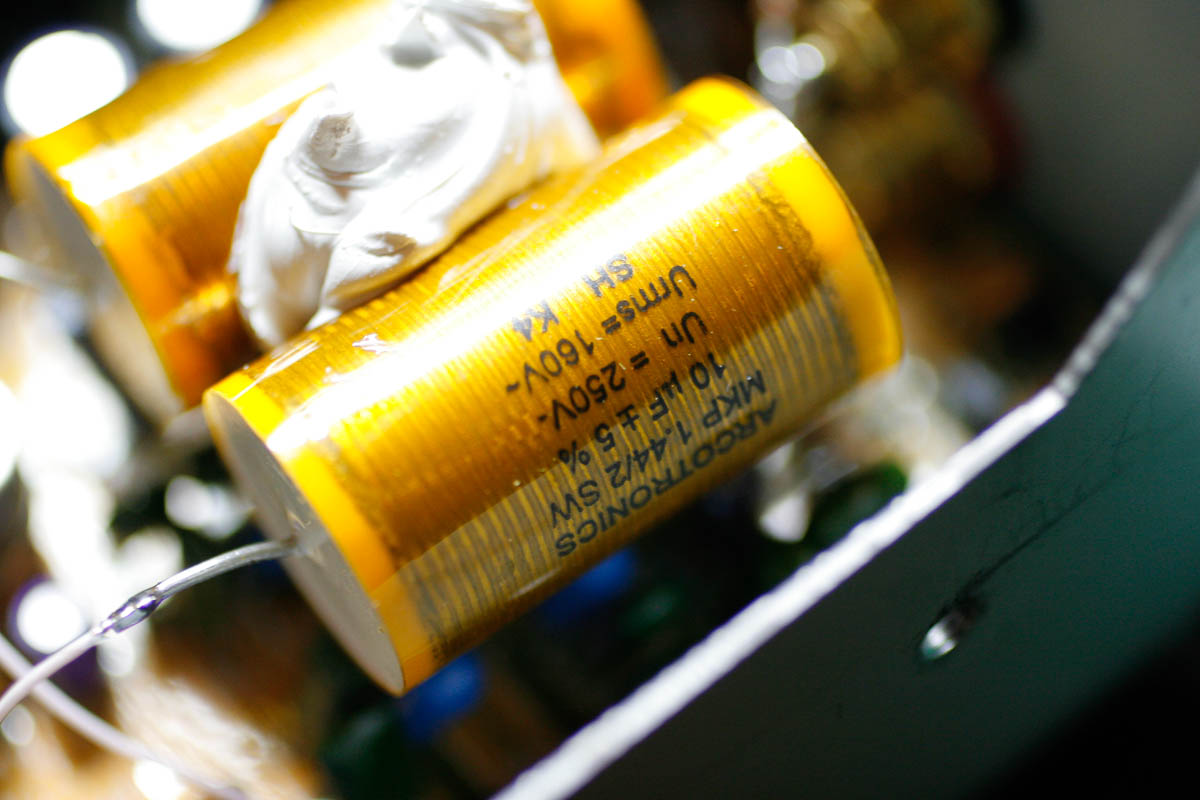 ARCOTRONICS
MKP 1.44/2 SW
10 µF ± 5 %
Un = 250V-
Urms= 160V~
SH K4